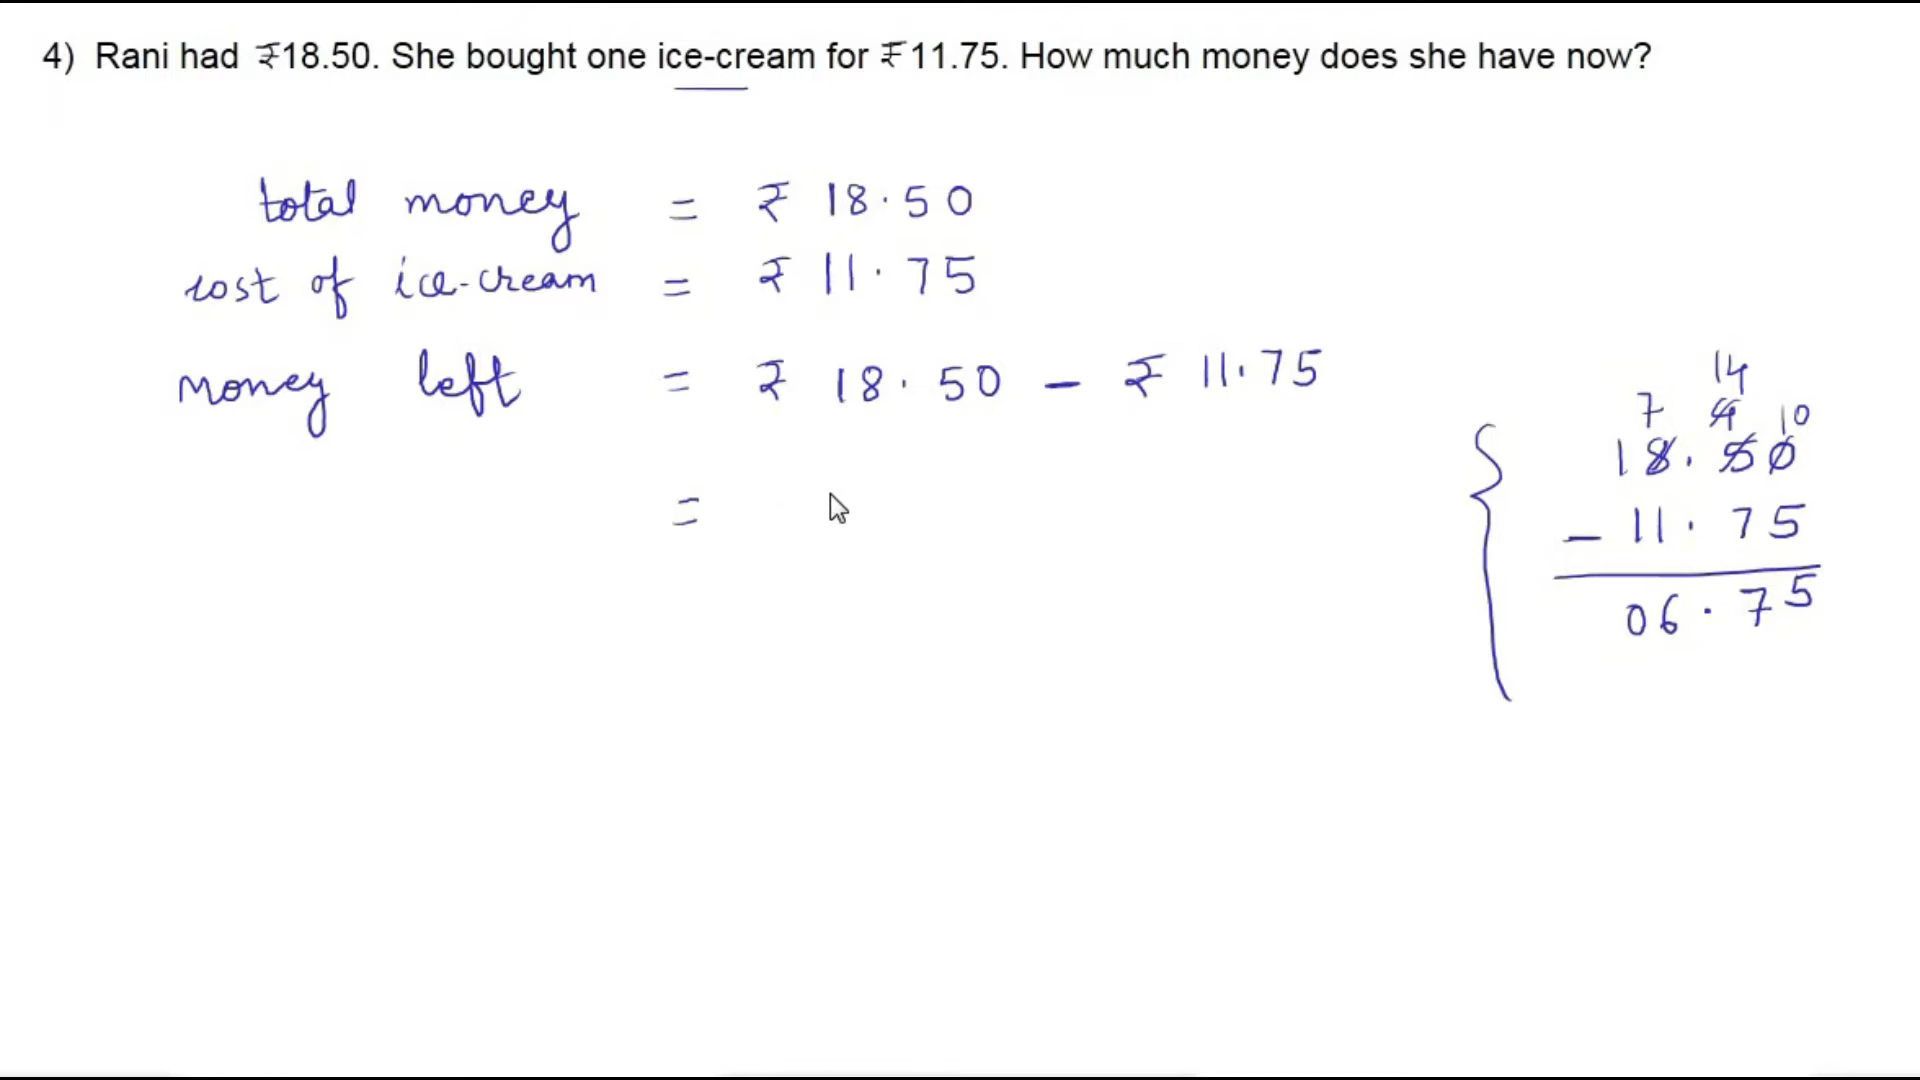 4) Rani had ₹18.50. She bought one ice-cream for ₹11.75. How much money does she have now?
total money = ₹ 18.50
cost of ice-cream = ₹ 11.75
money left = ₹ 18.50 - ₹ 11.75
=
14
7 4 10
18.50
- 11.75
06.75